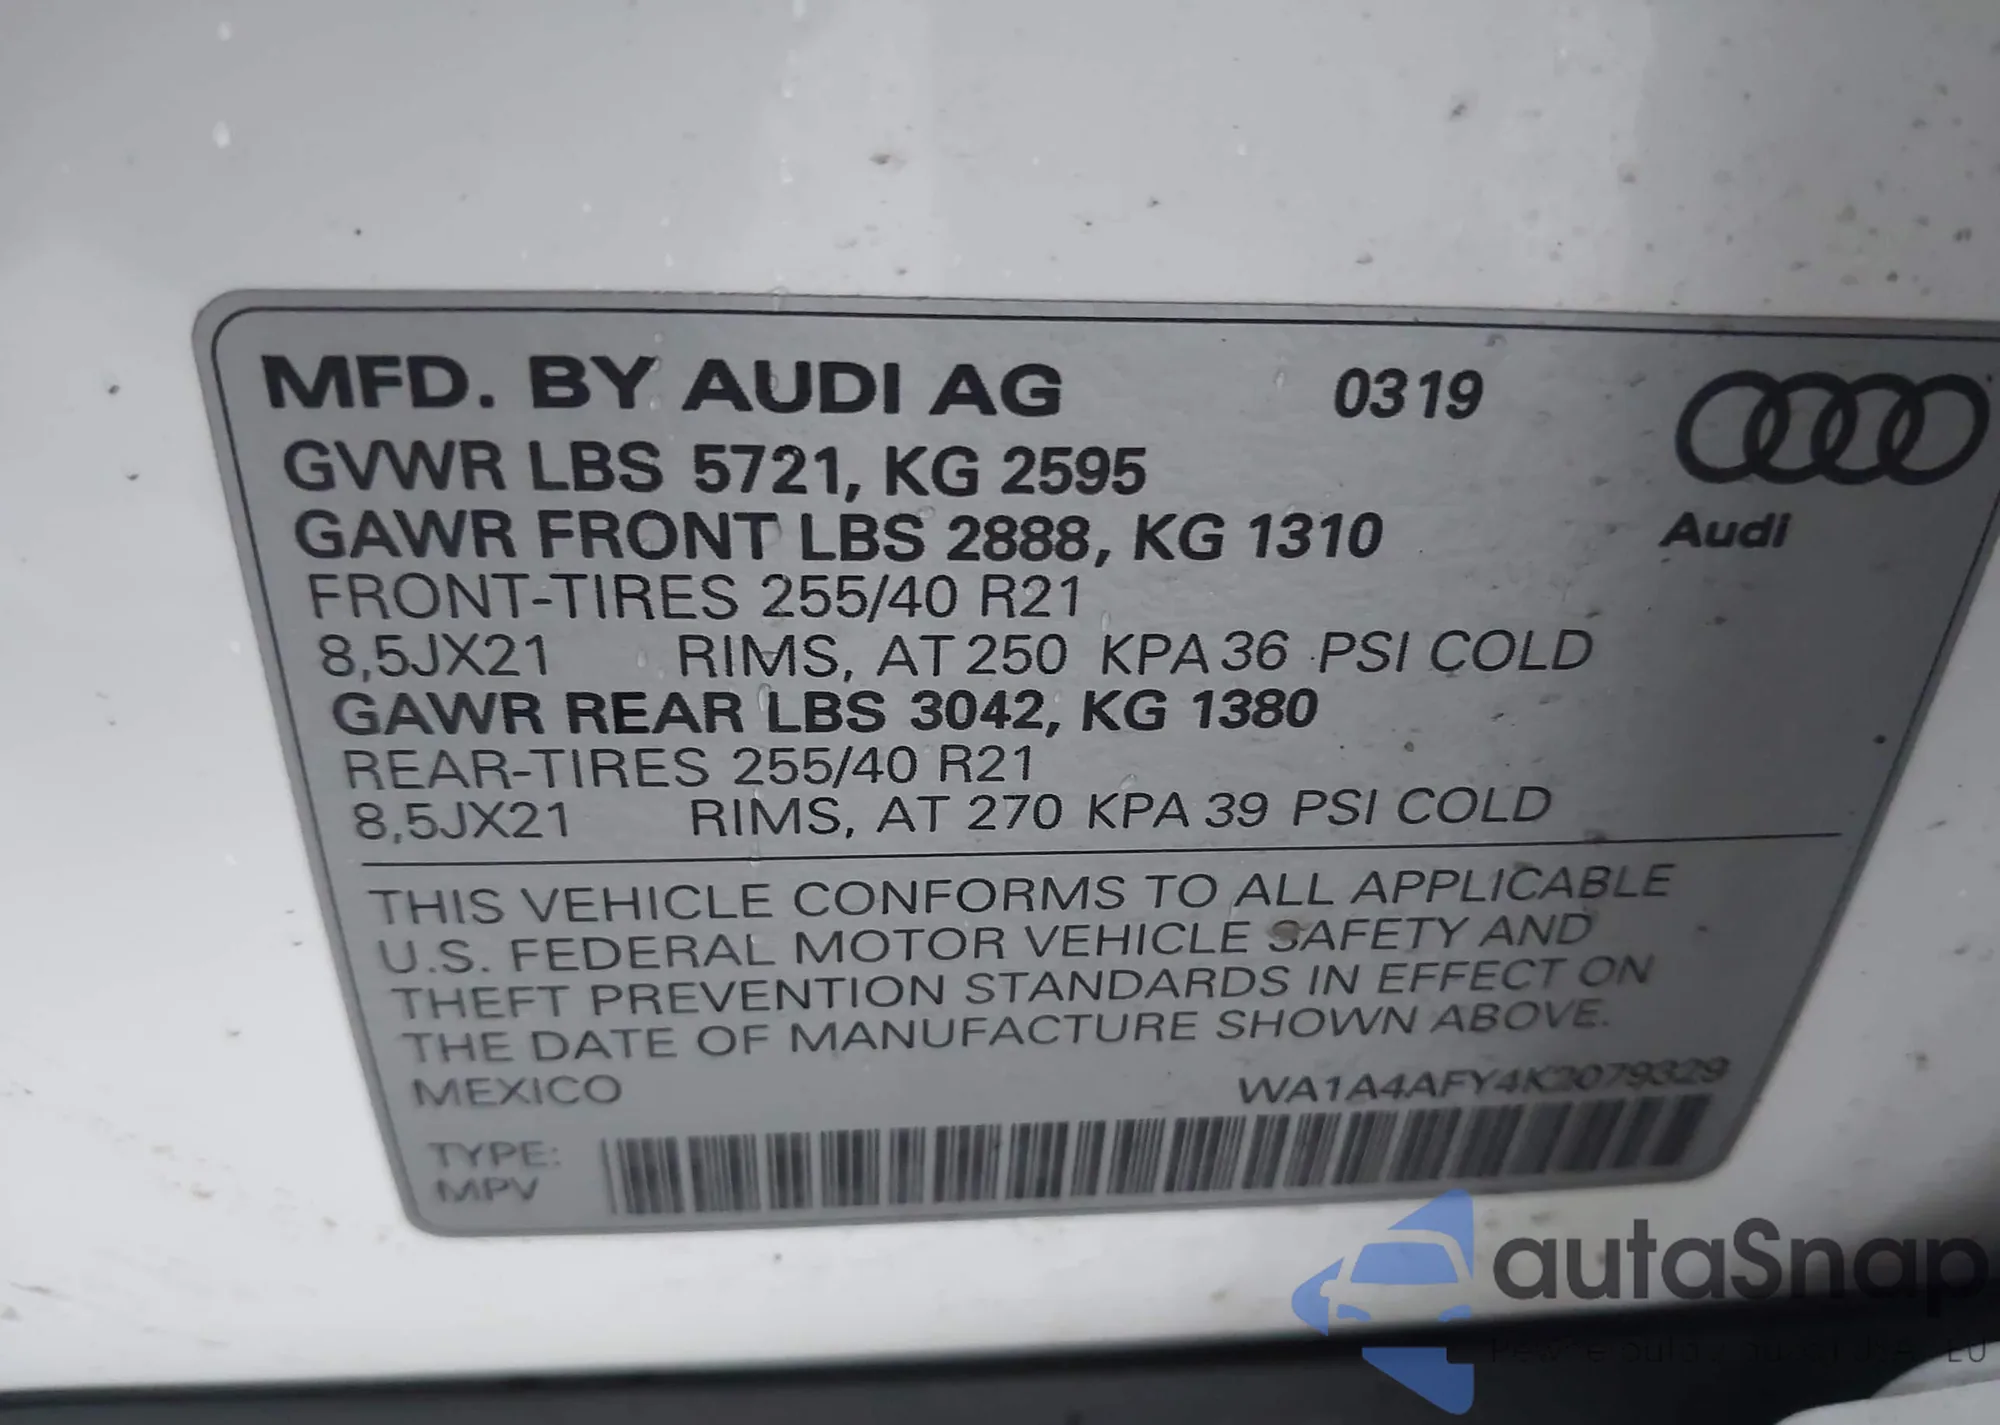 MFD. BY AUDI AG 0319
GVWR LBS 5721, KG 2595
GAWR FRONT LBS 2888, KG 1310
Audi
FRONT-TIRES 255/40 R21
8,5JX21 RIMS, AT 250 KPA 36 PSI COLD
GAWR REAR LBS 3042, KG 1380
REAR-TIRES 255/40 R21
8,5JX21 RIMS, AT 270 KPA 39 PSI COLD
THIS VEHICLE CONFORMS TO ALL APPLICABLE
U.S. FEDERAL MOTOR VEHICLE SAFETY AND
THEFT PREVENTION STANDARDS IN EFFECT ON
THE DATE OF MANUFACTURE SHOWN ABOVE.
MEXICO WA1A4AFY4K2079329
TYPE:
MPV
autaSnap